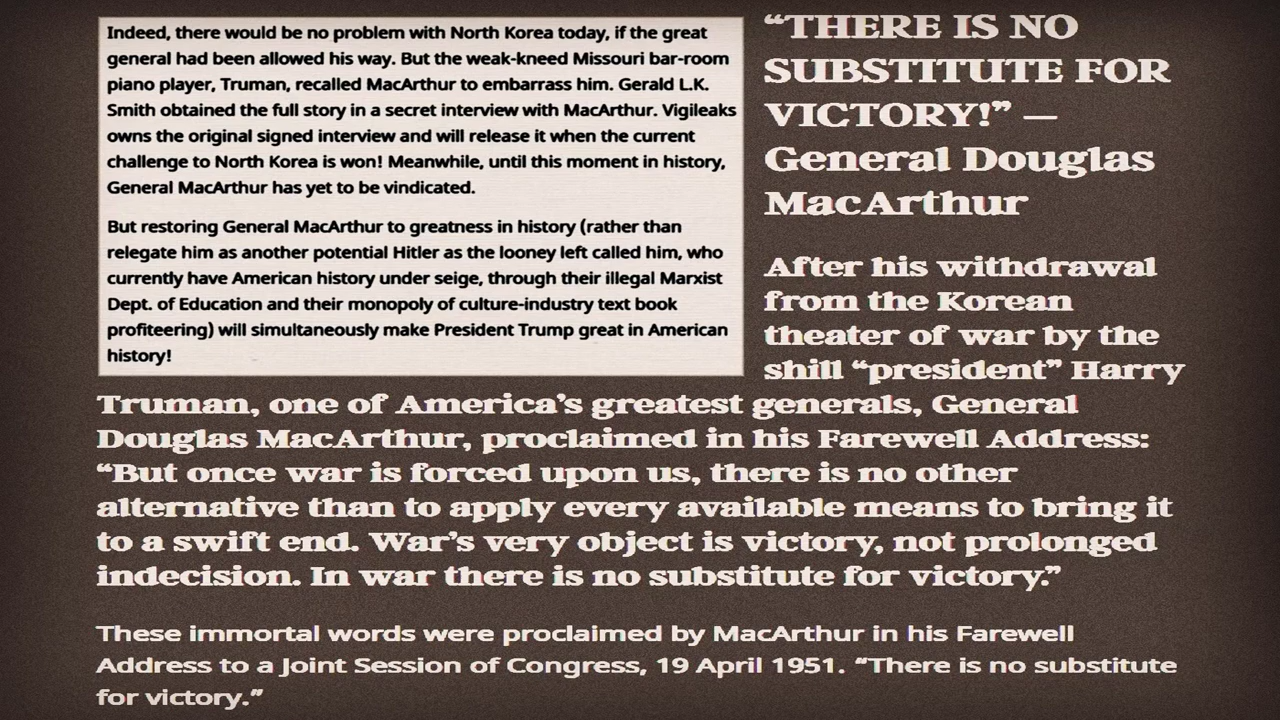 Indeed, there would be no problem with North Korea today, if the great
general had been allowed his way. But the weak-kneed Missouri bar-room
piano player, Truman, recalled MacArthur to embarrass him. Gerald L.K.
Smith obtained the full story in a secret interview with MacArthur. Vigileaks
owns the original signed interview and will release it when the current
challenge to North Korea is won! Meanwhile, until this moment in history,
General MacArthur has yet to be vindicated.
But restoring General MacArthur to greatness in history (rather than
relegate him as another potential Hitler as the looney left called him, who
currently have American history under seige, through their illegal Marxist
Dept. of Education and their monopoly of culture-industry text book
profiteering) will simultaneously make President Trump great in American
history!
“THERE IS NO
SUBSTITUTE FOR
VICTORY!” —
General Douglas
MacArthur
After his withdrawal
from the Korean
theater of war by the
shill “president” Harry
Truman, one of America’s greatest generals, General
Douglas MacArthur, proclaimed in his Farewell Address:
“But once war is forced upon us, there is no other
alternative than to apply every available means to bring it
to a swift end. War’s very object is victory, not prolonged
indecision. In war there is no substitute for victory.”
These immortal words were proclaimed by MacArthur in his Farewell
Address to a Joint Session of Congress, 19 April 1951. “There is no substitute
for victory.”